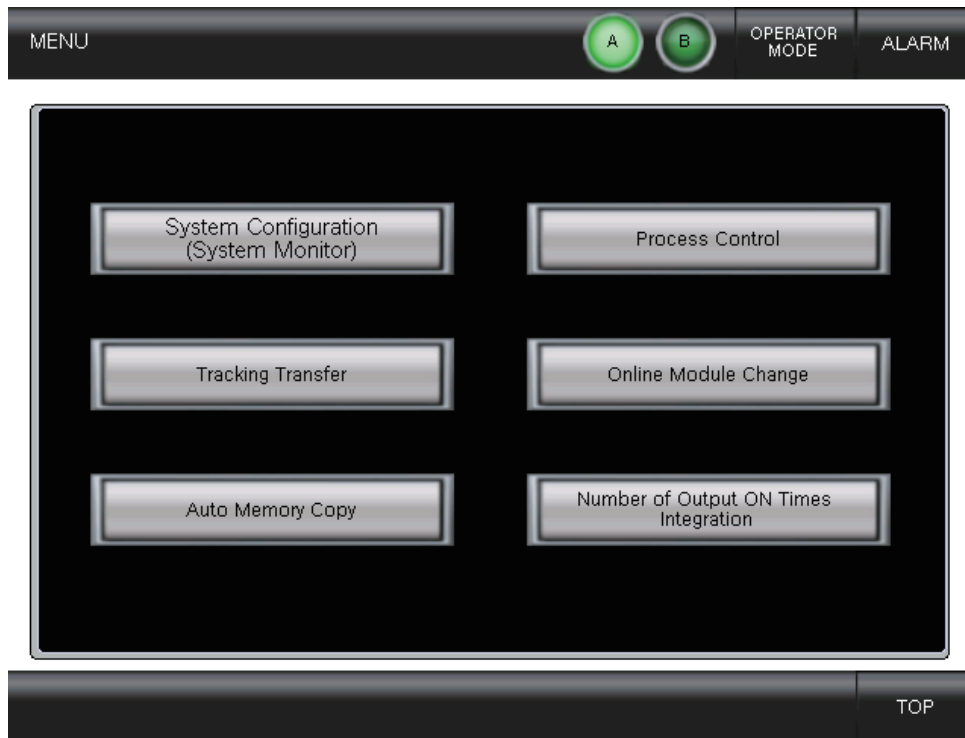 MENU
A
B
OPERATOR
MODE
ALARM
System Configuration
(System Monitor)
Process Control
Tracking Transfer
Online Module Change
Auto Memory Copy
Number of Output ON Times
Integration
TOP